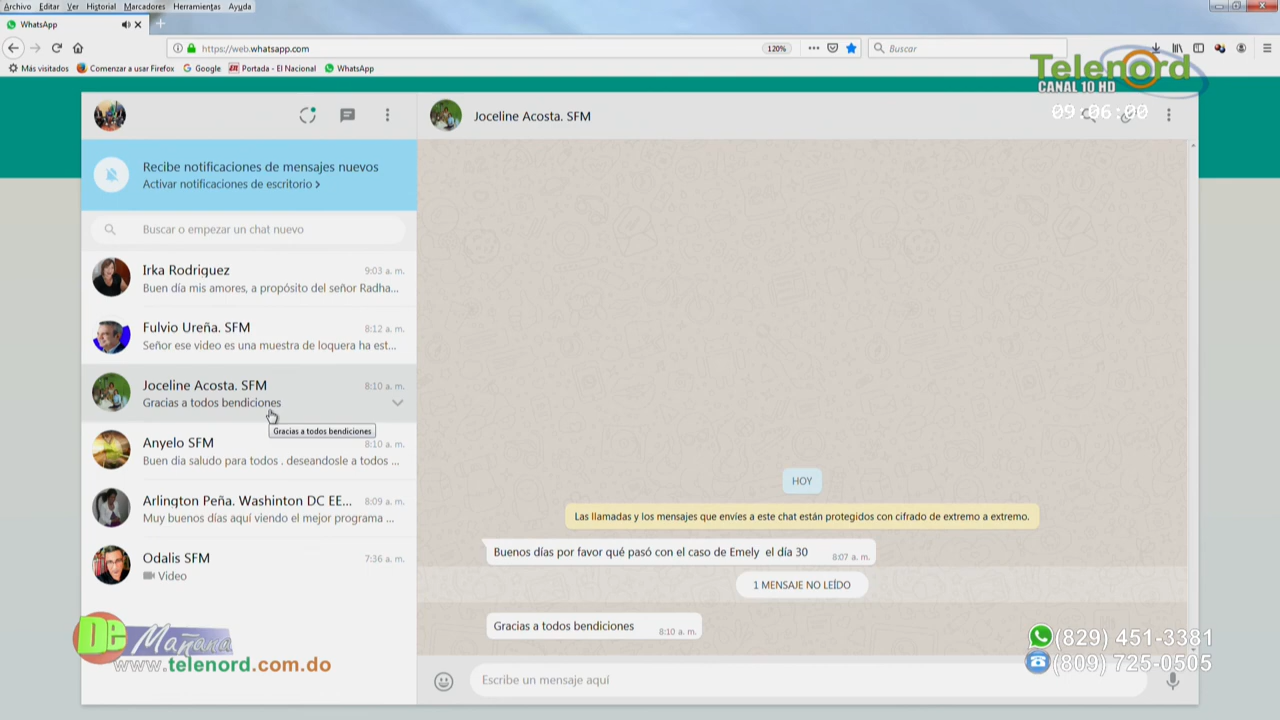 Archivo Editar Ver Historial Marcadores Herramientas Ayuda
WhatsApp
https://web.whatsapp.com
120%
Buscar
Más visitados Comenzar a usar Firefox Google Portada - El Nacional WhatsApp
Telenord
CANAL 10 HD
09:06:00
Joceline Acosta. SFM
Recibe notificaciones de mensajes nuevos
Activar notificaciones de escritorio
Buscar o empezar un chat nuevo
Irka Rodriquez 9:03 a. m.
Buen día mis amores, a propósito del señor Radha...
Fulvio Ureña. SFM 8:12 a. m.
Señor ese video es una muestra de loquera ha est...
Joceline Acosta. SFM 8:10 a. m.
Gracias a todos bendiciones
Gracias a todos bendiciones
Anyelo SFM 8:10 a. m.
Buen dia saludo para todos . deseandosle a todos ...
Arlington Peña. Washinton DC EE... 8:09 a. m.
Muy buenos días aquí viendo el mejor programa ...
Odalis SFM 7:36 a. m.
Video
HOY
Las llamadas y los mensajes que envíes a este chat están protegidos con cifrado de extremo a extremo.
Buenos días por favor qué pasó con el caso de Emely el día 30 8:07 a. m.
1 MENSAJE NO LEÍDO
Gracias a todos bendiciones 8:10 a. m.
Escribe un mensaje aquí
De Mañana
www.telenord.com.do
(829) 451-3381
(809) 725-0505